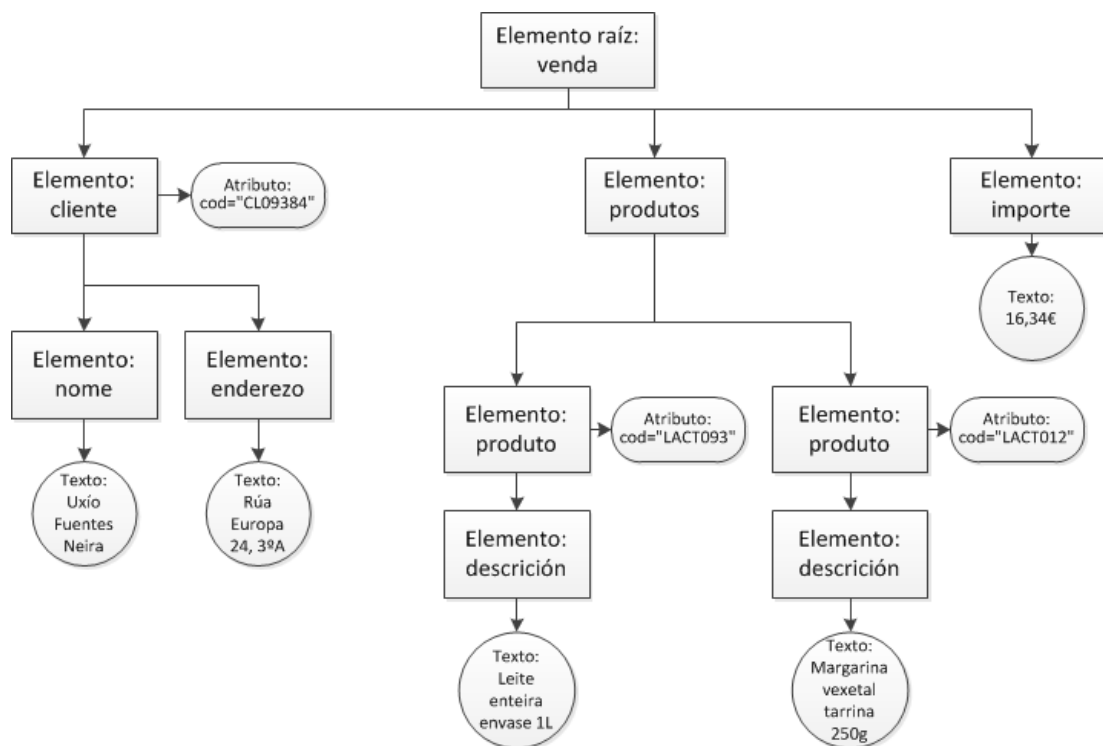 Elemento raíz:
venda
Elemento:
cliente
Atributo:
cod="CL09384"
Elemento:
produtos
Elemento:
importe
Texto:
16,34€
Elemento:
nome
Elemento:
enderezo
Elemento:
produto
Atributo:
cod="LACT093"
Elemento:
produto
Atributo:
cod="LACT012"
Texto:
Uxío
Fuentes
Neira
Texto:
Rúa
Europa
24, 3ºA
Elemento:
descrición
Elemento:
descrición
Texto:
Leite
enteira
envase 1L
Texto:
Margarina
vexetal
tarrina
250g